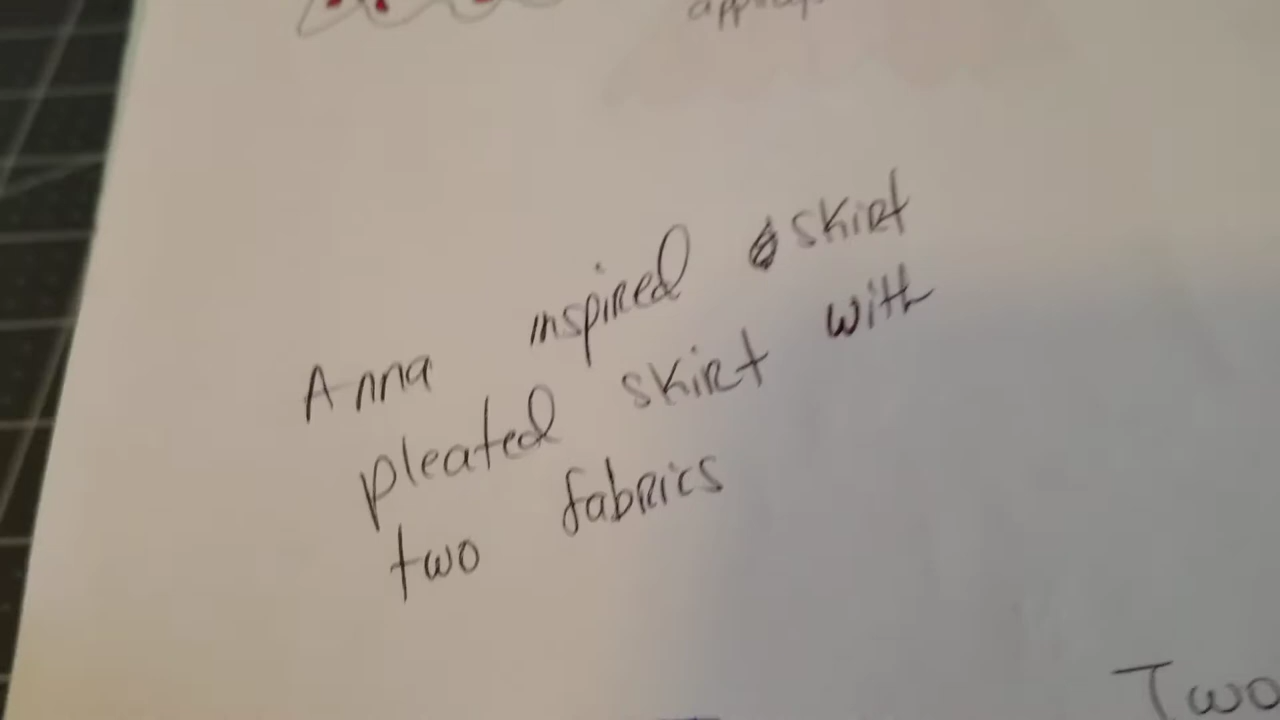 Anna inspired skirt
pleated skirt with
two fabrics
Two